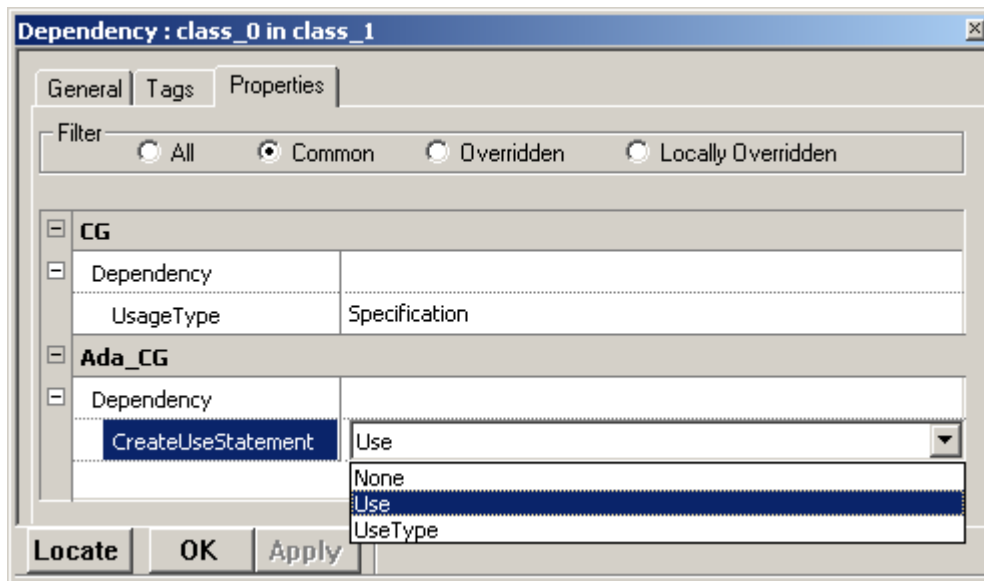 Dependency : class_0 in class_1
General Tags Properties
Filter
All Common Overridden Locally Overridden
CG
Dependency
UsageType Specification
Ada_CG
Dependency
CreateUseStatement Use
None
Use
UseType
Locate OK Apply